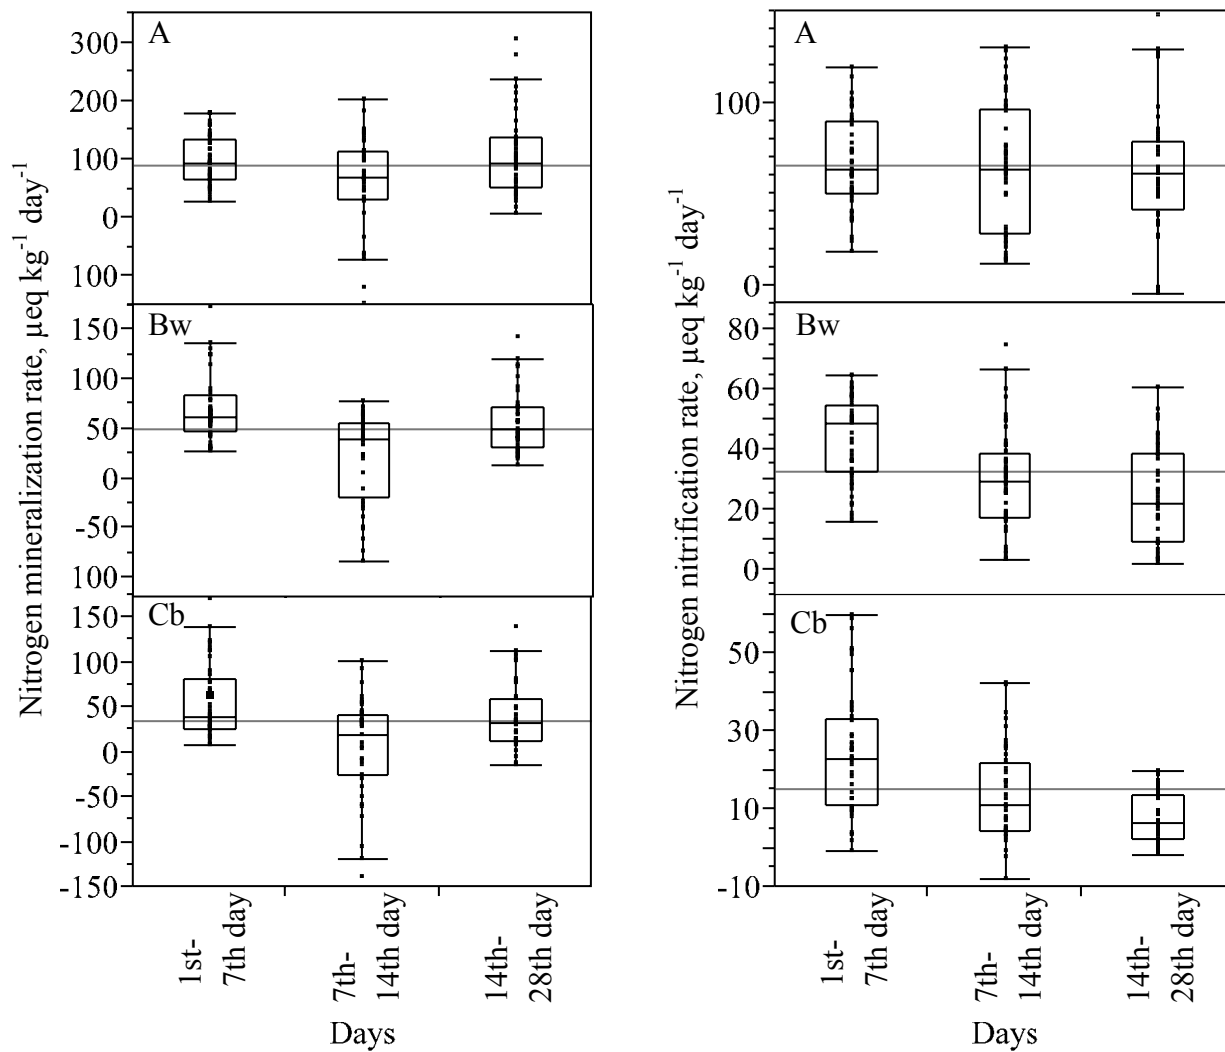 Nitrogen mineralization rate, µeq kg⁻¹ day⁻¹
A
300
200
100
0
100
Bw
150
100
50
0
-50
100
Cb
150
100
50
0
-50
-100
-150
1st-
7th day
7th-
14th day
14th-
28th day
Days
Nitrogen nitrification rate, µeq kg⁻¹ day⁻¹
A
100
0
Bw
80
60
40
20
0
Cb
50
30
10
-10
1st-
7th day
7th-
14th day
14th-
28th day
Days